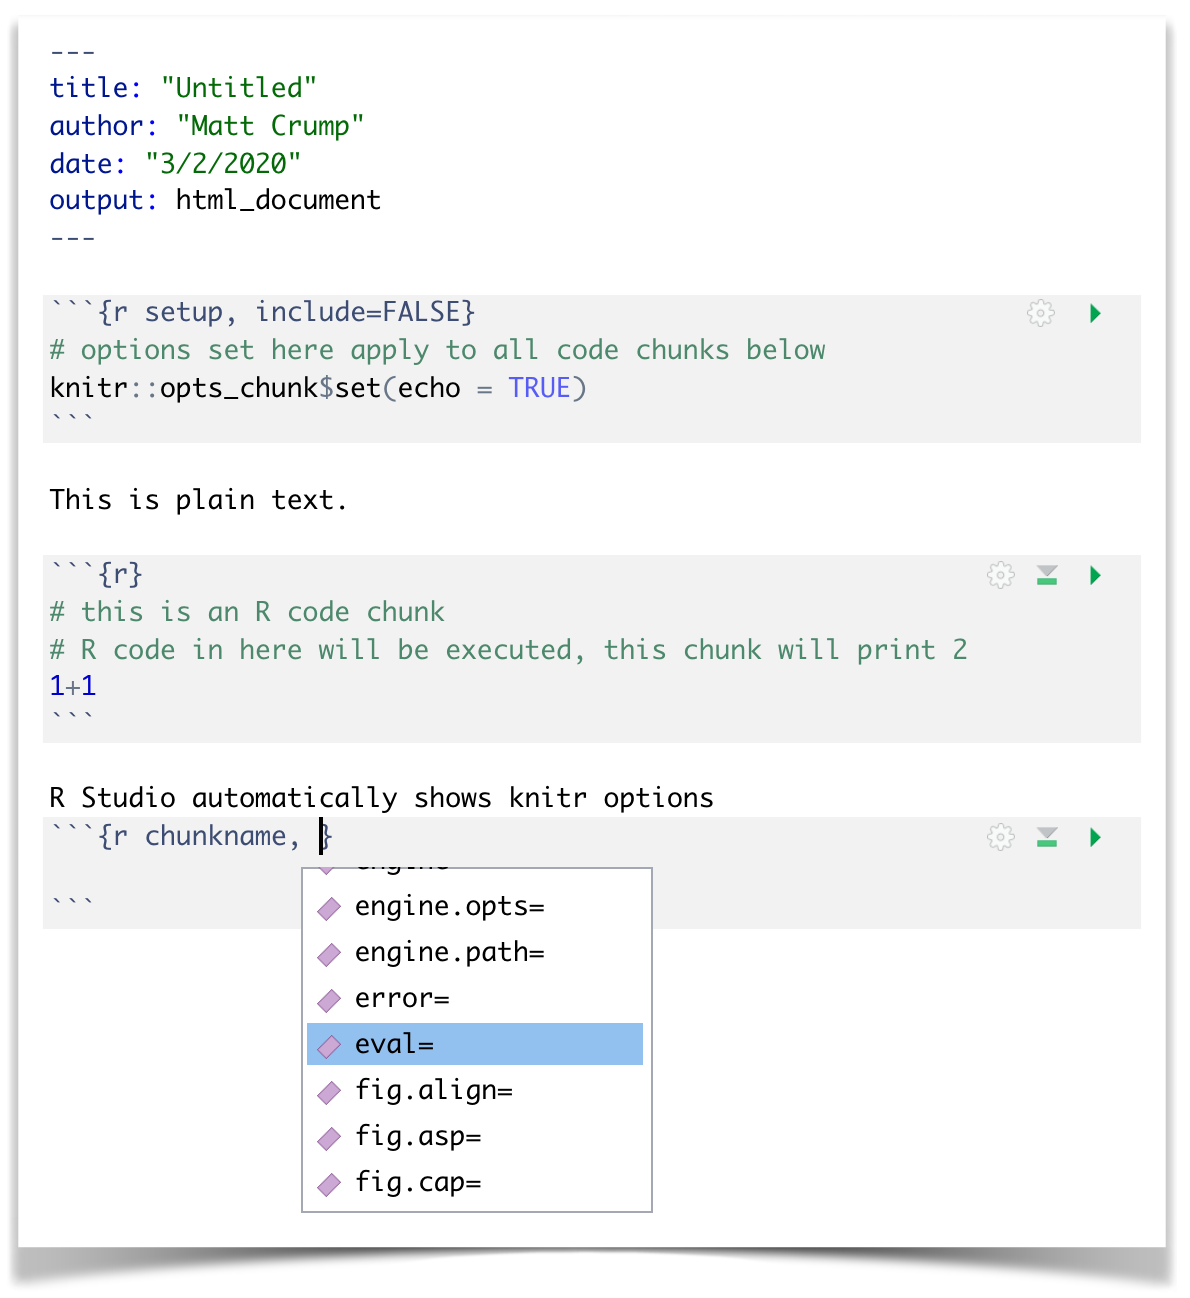 ---
title: "Untitled"
author: "Matt Crump"
date: "3/2/2020"
output: html_document
---
```{r setup, include=FALSE}
# options set here apply to all code chunks below
knitr::opts_chunk$set(echo = TRUE)
```
This is plain text.
```{r}
# this is an R code chunk
# R code in here will be executed, this chunk will print 2
1+1
```
R Studio automatically shows knitr options
```{r chunkname, }
```
engine.opts=
engine.path=
error=
eval=
fig.align=
fig.asp=
fig.cap=